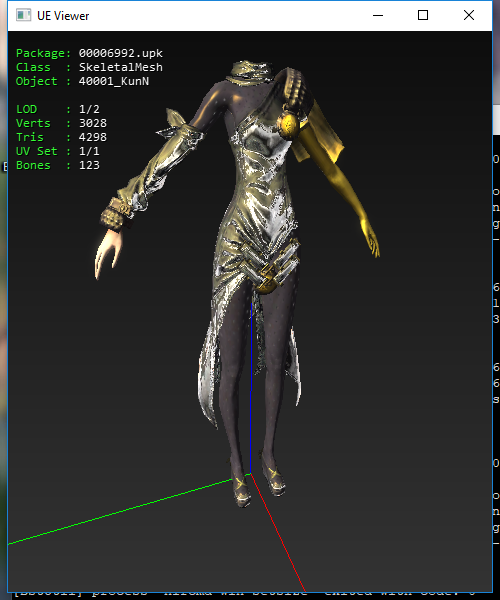 UE Viewer
Package: 00006992.upk
Class : SkeletalMesh
Object : 40001_KunN
LOD : 1/2
Verts : 3028
Tris : 4298
UV Set : 1/1
Bones : 123